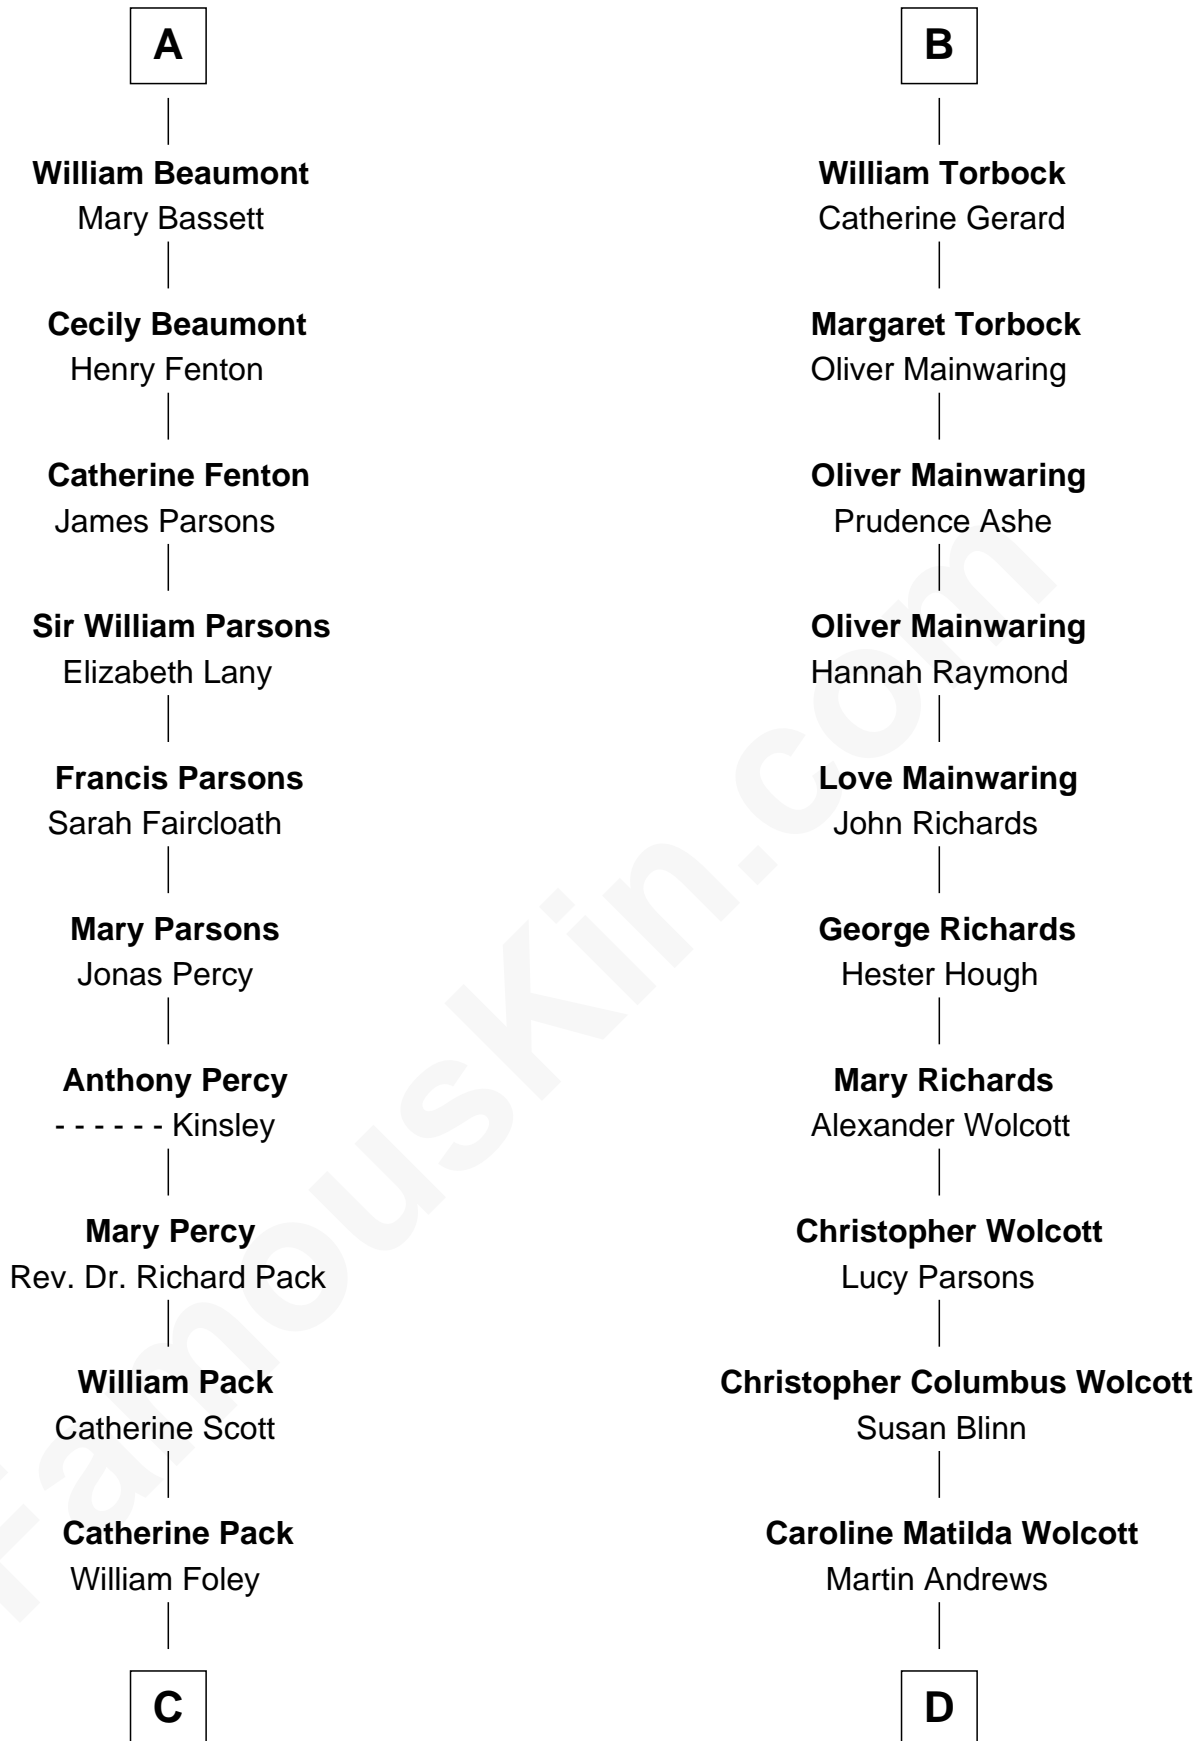 A
William Beaumont
Mary Bassett
Cecily Beaumont
Henry Fenton
Catherine Fenton
James Parsons
Sir William Parsons
Elizabeth Lany
Francis Parsons
Sarah Faircloath
Mary Parsons
Jonas Percy
Anthony Percy
- - - - - - Kinsley
Mary Percy
Rev. Dr. Richard Pack
William Pack
Catherine Scott
Catherine Pack
William Foley
C
B
William Torbock
Catherine Gerard
Margaret Torbock
Oliver Mainwaring
Oliver Mainwaring
Prudence Ashe
Oliver Mainwaring
Hannah Raymond
Love Mainwaring
John Richards
George Richards
Hester Hough
Mary Richards
Alexander Wolcott
Christopher Wolcott
Lucy Parsons
Christopher Columbus Wolcott
Susan Blinn
Caroline Matilda Wolcott
Martin Andrews
D
FamousKin.com